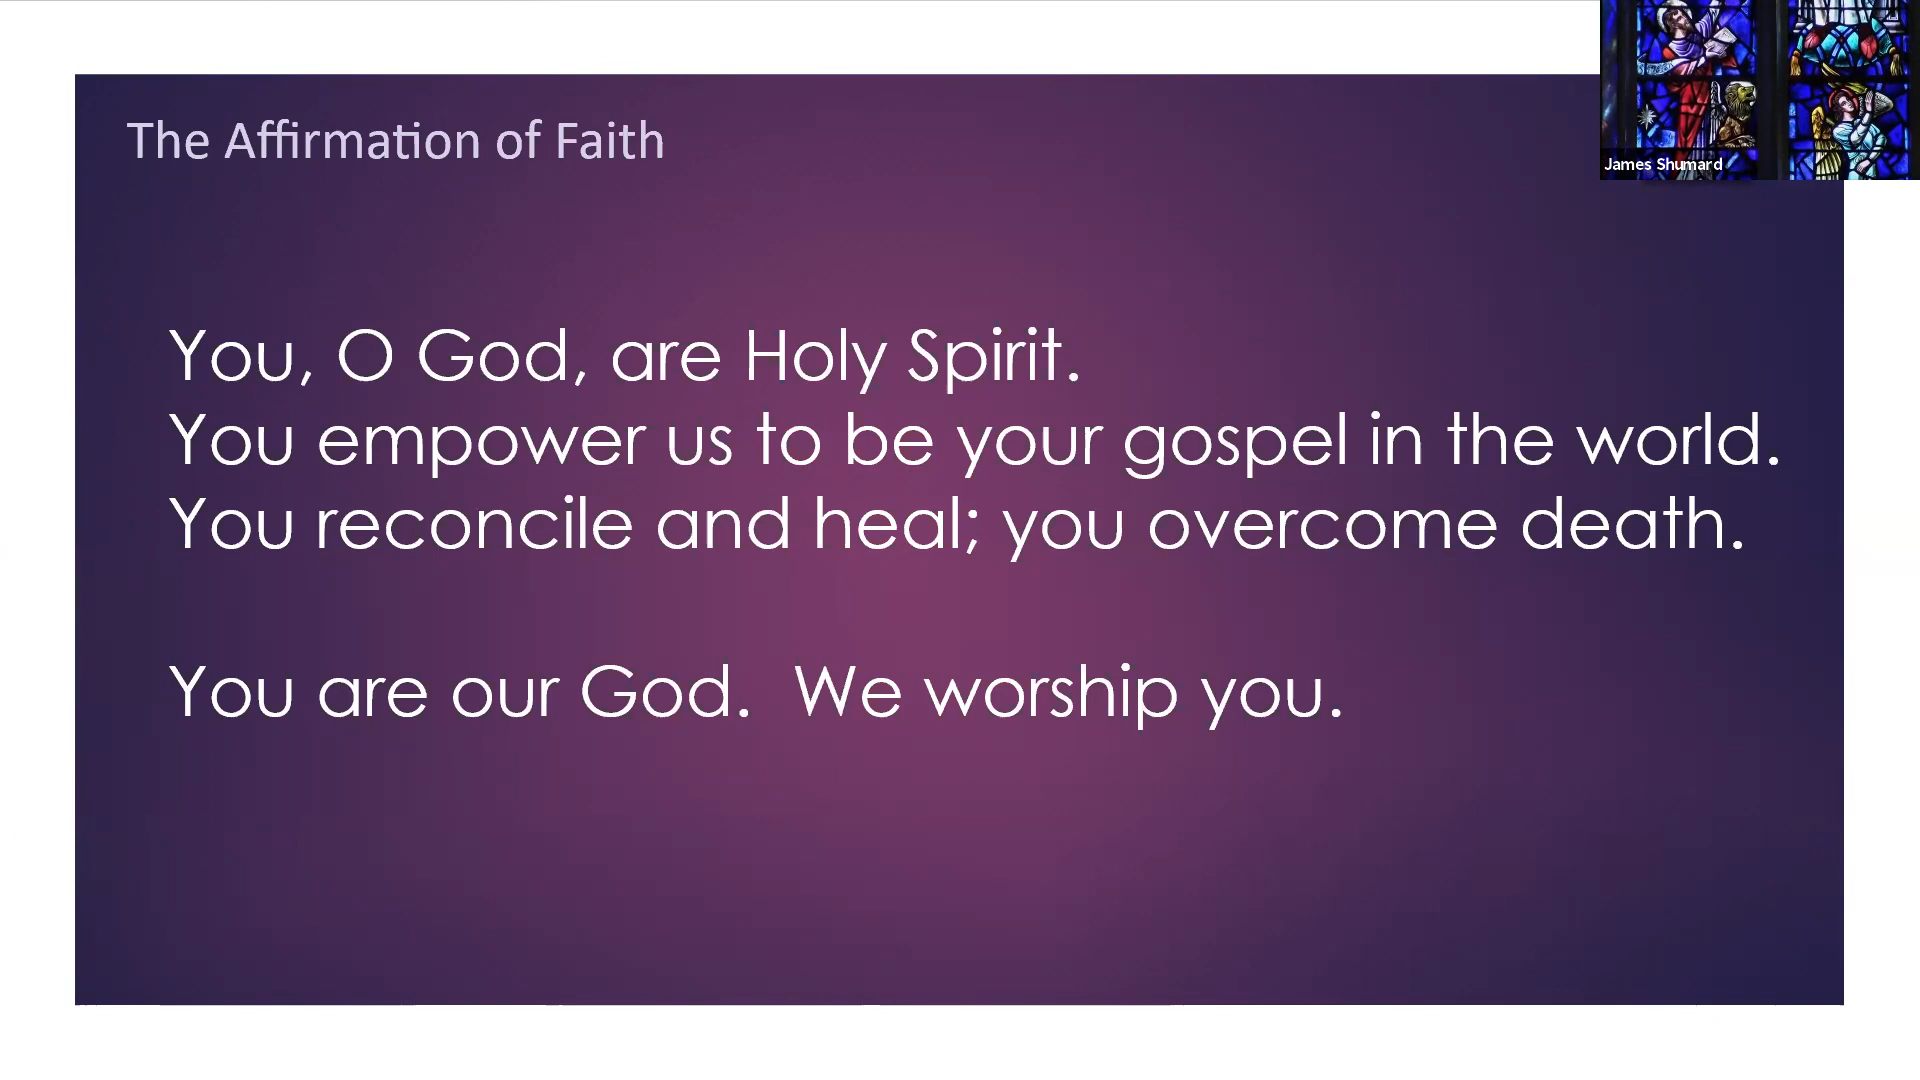 The Affirmation of Faith
James Shumard
You, O God, are Holy Spirit.
You empower us to be your gospel in the world.
You reconcile and heal; you overcome death.
You are our God.  We worship you.